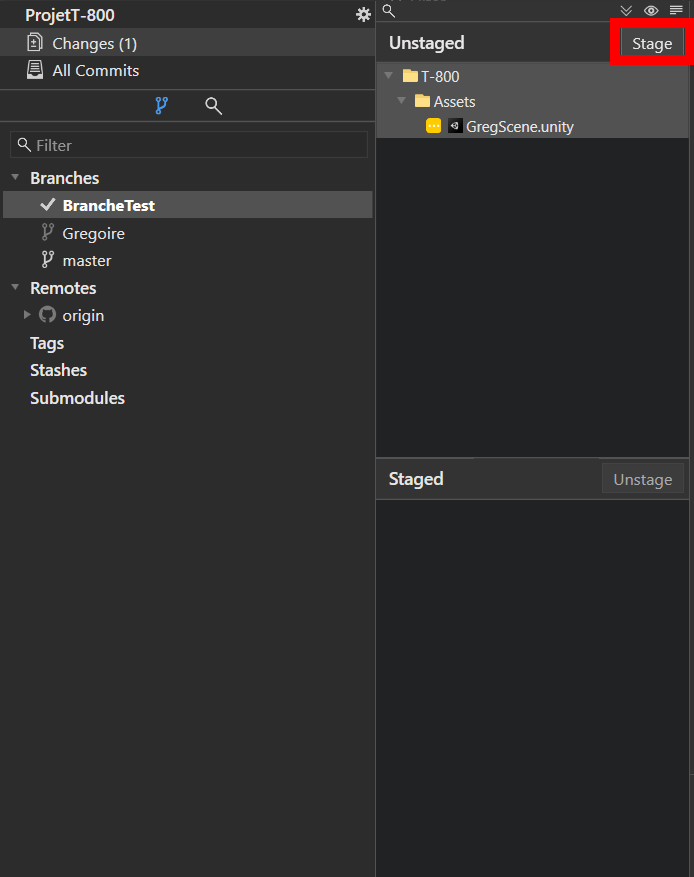 ProjetT-800
Changes (1)
All Commits
Filter
Branches
BrancheTest
Gregoire
master
Remotes
origin
Tags
Stashes
Submodules
Unstaged
Stage
T-800
Assets
GregScene.unity
Staged
Unstage